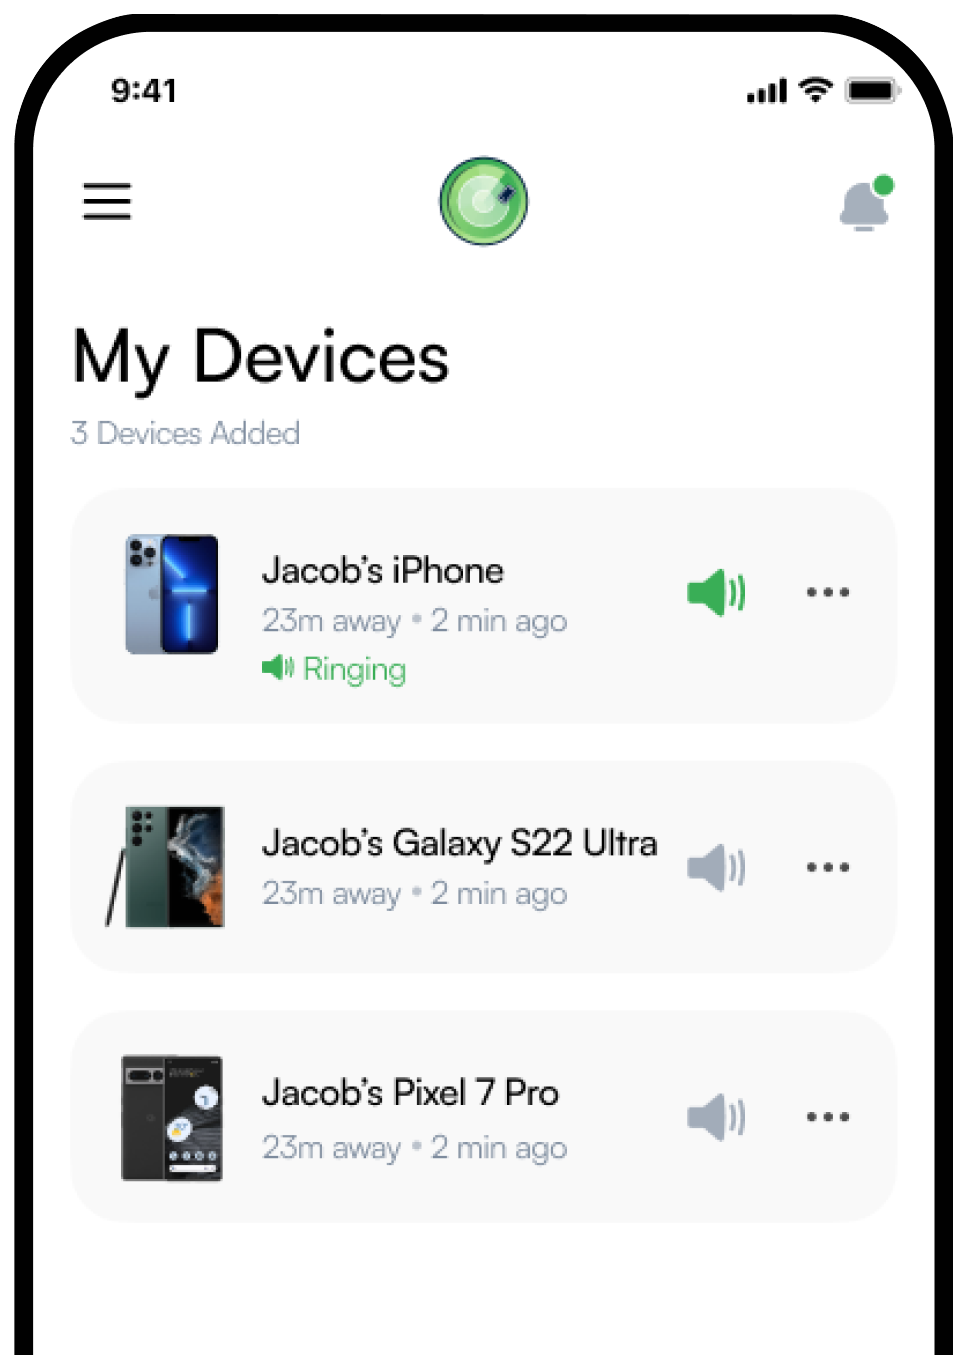 9:41
My Devices
3 Devices Added
Jacob’s iPhone
23m away • 2 min ago
Ringing
Jacob’s Galaxy S22 Ultra
23m away • 2 min ago
Jacob’s Pixel 7 Pro
23m away • 2 min ago